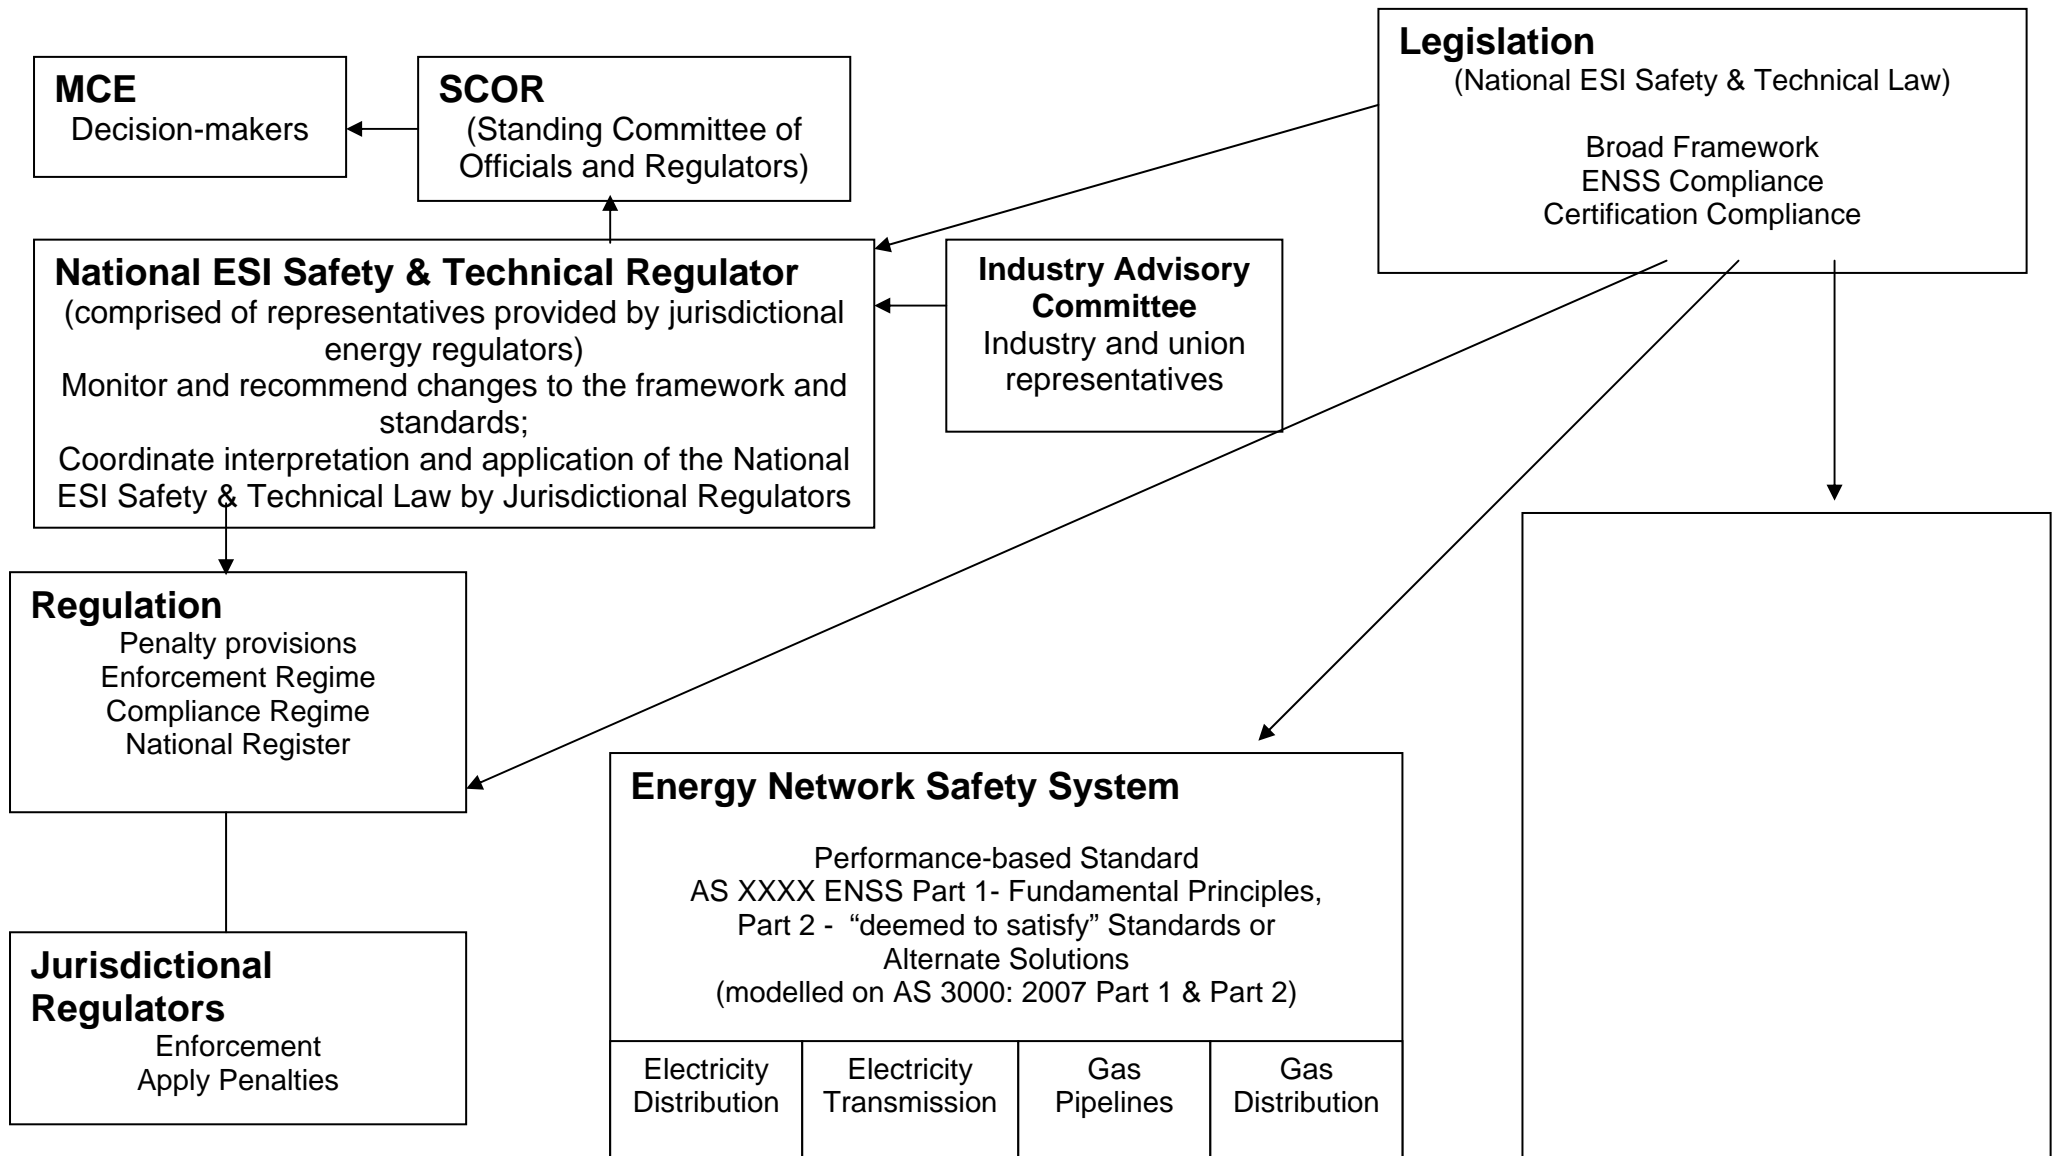 MCE
Decision-makers
SCOR
(Standing Committee of
Officials and Regulators)
Legislation
(National ESI Safety & Technical Law)
Broad Framework
ENSS Compliance
Certification Compliance
National ESI Safety & Technical Regulator
(comprised of representatives provided by jurisdictional
energy regulators)
Monitor and recommend changes to the framework and
standards;
Coordinate interpretation and application of the National
ESI Safety & Technical Law by Jurisdictional Regulators
Industry Advisory
Committee
Industry and union
representatives
Regulation
Penalty provisions
Enforcement Regime
Compliance Regime
National Register
Energy Network Safety System
Performance-based Standard
AS XXXX ENSS Part 1- Fundamental Principles,
Part 2 - “deemed to satisfy” Standards or
Alternate Solutions
(modelled on AS 3000: 2007 Part 1 & Part 2)
Jurisdictional
Regulators
Enforcement
Apply Penalties
Electricity
Distribution
Electricity
Transmission
Gas
Pipelines
Gas
Distribution